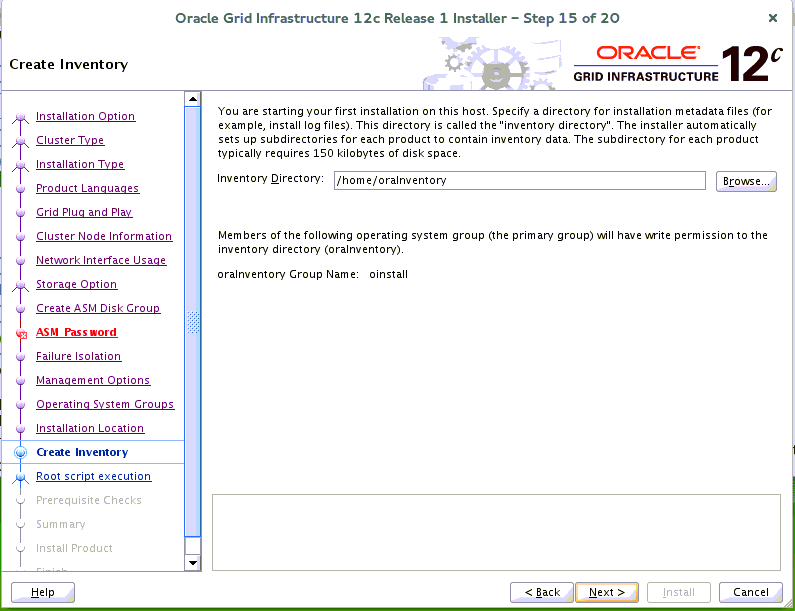 Oracle Grid Infrastructure 12c Release 1 Installer – Step 15 of 20
Create Inventory
ORACLE
GRID INFRASTRUCTURE
12c
Installation Option
Cluster Type
Installation Type
Product Languages
Grid Plug and Play
Cluster Node Information
Network Interface Usage
Storage Option
Create ASM Disk Group
ASM Password
Failure Isolation
Management Options
Operating System Groups
Installation Location
Create Inventory
Root script execution
Prerequisite Checks
Summary
Install Product
You are starting your first installation on this host. Specify a directory for installation metadata files (for
example, install log files). This directory is called the "inventory directory". The installer automatically
sets up subdirectories for each product to contain inventory data. The subdirectory for each product
typically requires 150 kilobytes of disk space.
Inventory Directory: /home/oraInventory Browse...
Members of the following operating system group (the primary group) will have write permission to the
inventory directory (oraInventory).
oraInventory Group Name: oinstall
Help < Back Next > Install Cancel